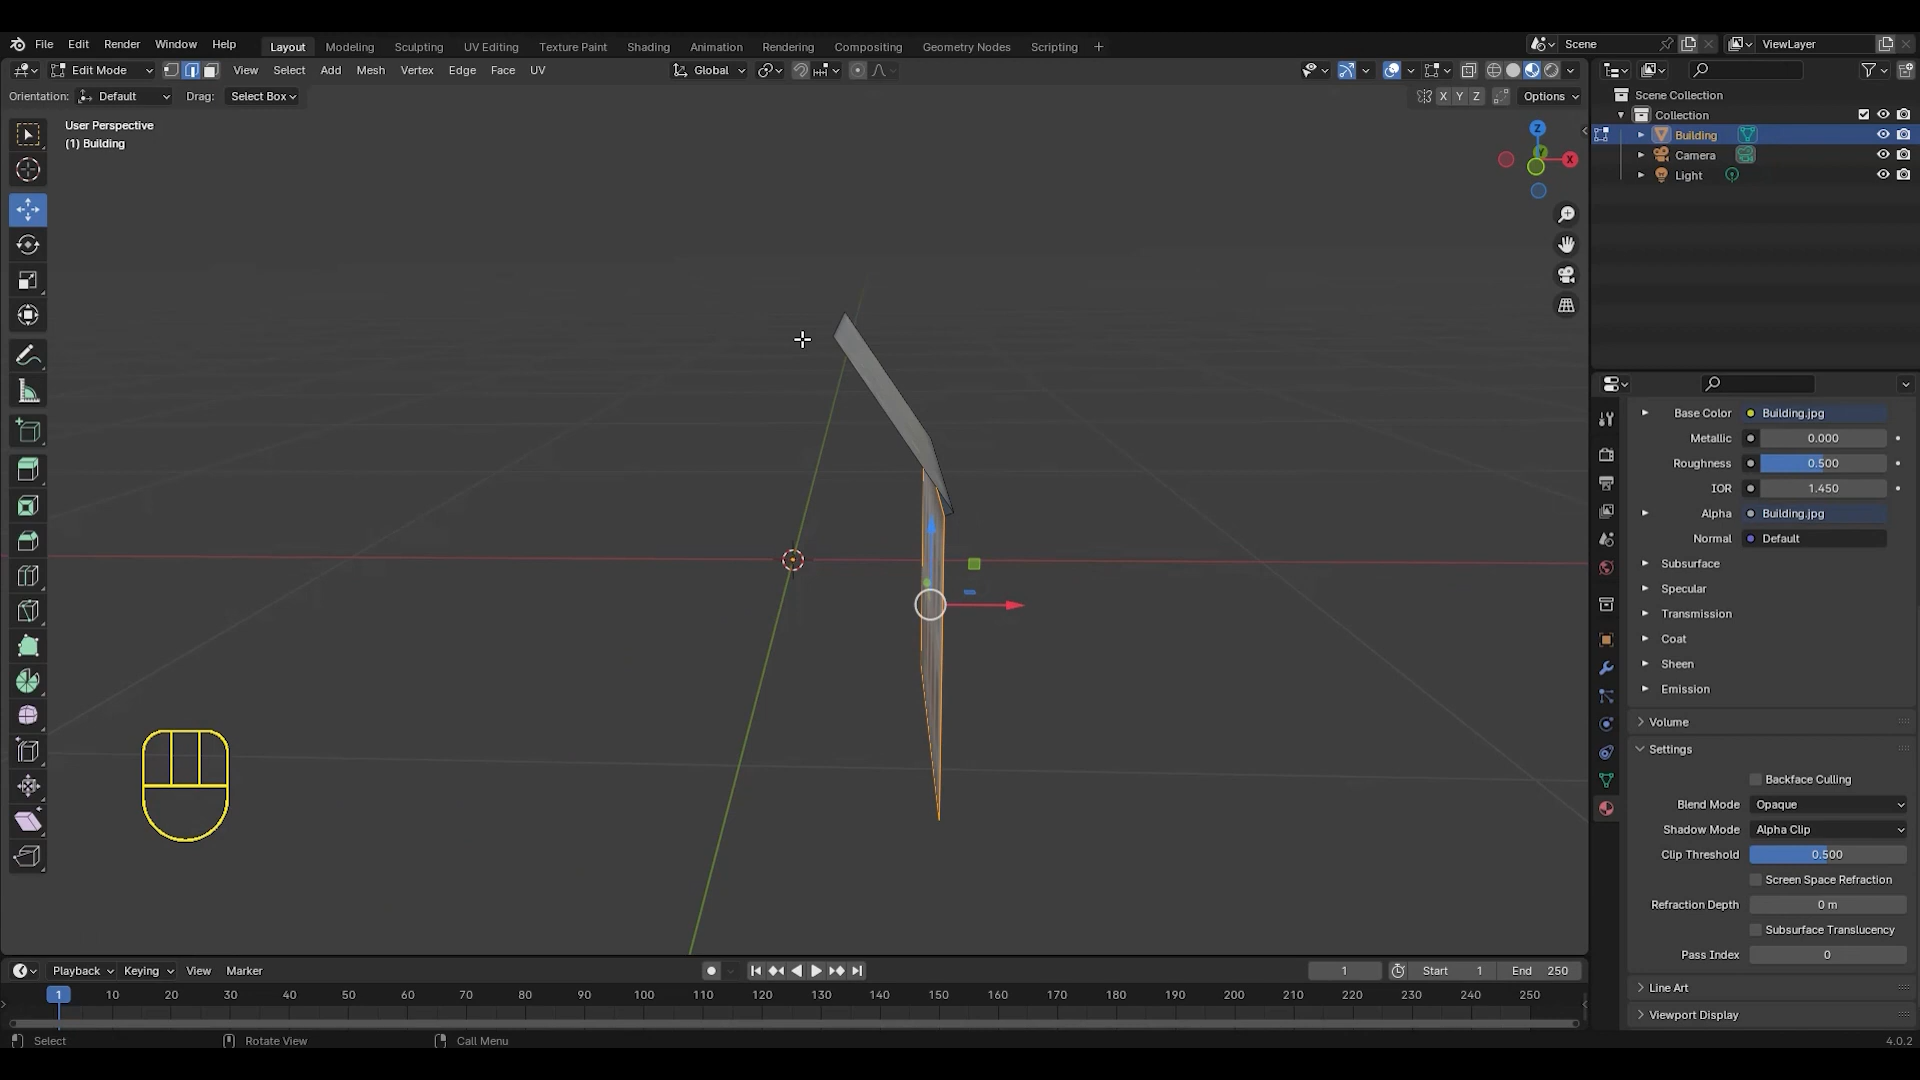 File Edit Render Window Help Layout Modeling Sculpting UV Editing Texture Paint Shading Animation Rendering Compositing Geometry Nodes Scripting + Scene ViewLayer
Edit Mode View Select Add Mesh Vertex Edge Face UV Global
Orientation: Default Drag: Select Box X Y Z Options
User Perspective
(1) Building
Z
Y
X
Scene Collection
Collection
Building
Camera
Light
Base Color Building.jpg
Metallic 0.000
Roughness 0.500
IOR 1.450
Alpha Building.jpg
Normal Default
Subsurface
Specular
Transmission
Coat
Sheen
Emission
Volume
Settings
Backface Culling
Blend Mode Opaque
Shadow Mode Alpha Clip
Clip Threshold 0.500
Screen Space Refraction
Refraction Depth 0 m
Subsurface Translucency
Pass Index 0
Line Art
Viewport Display
Playback Keying View Marker 1 Start 1 End 250
1 10 20 30 40 50 60 70 80 90 100 110 120 130 140 150 160 170 180 190 200 210 220 230 240 250
Select Rotate View Call Menu 4.0.2